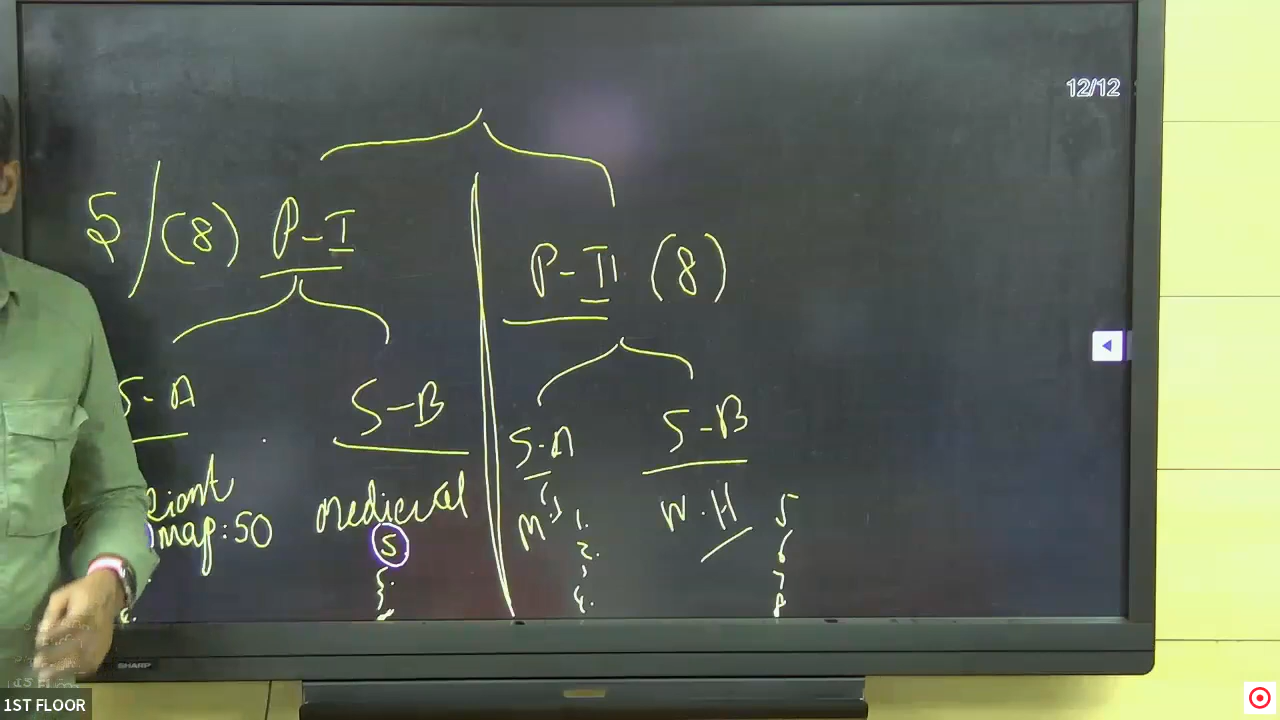 12/12
5/(8) P-I
P-II (8)
S-A
S-B
S-A
S-B
map:50
medieval
5
M.
1.
2.
3
4.
W.H
5
6
7
8
SHARP
1ST FLOOR